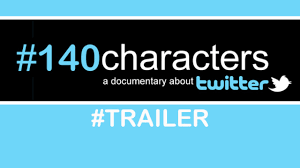 #140characters
a documentary about twitter
#TRAILER